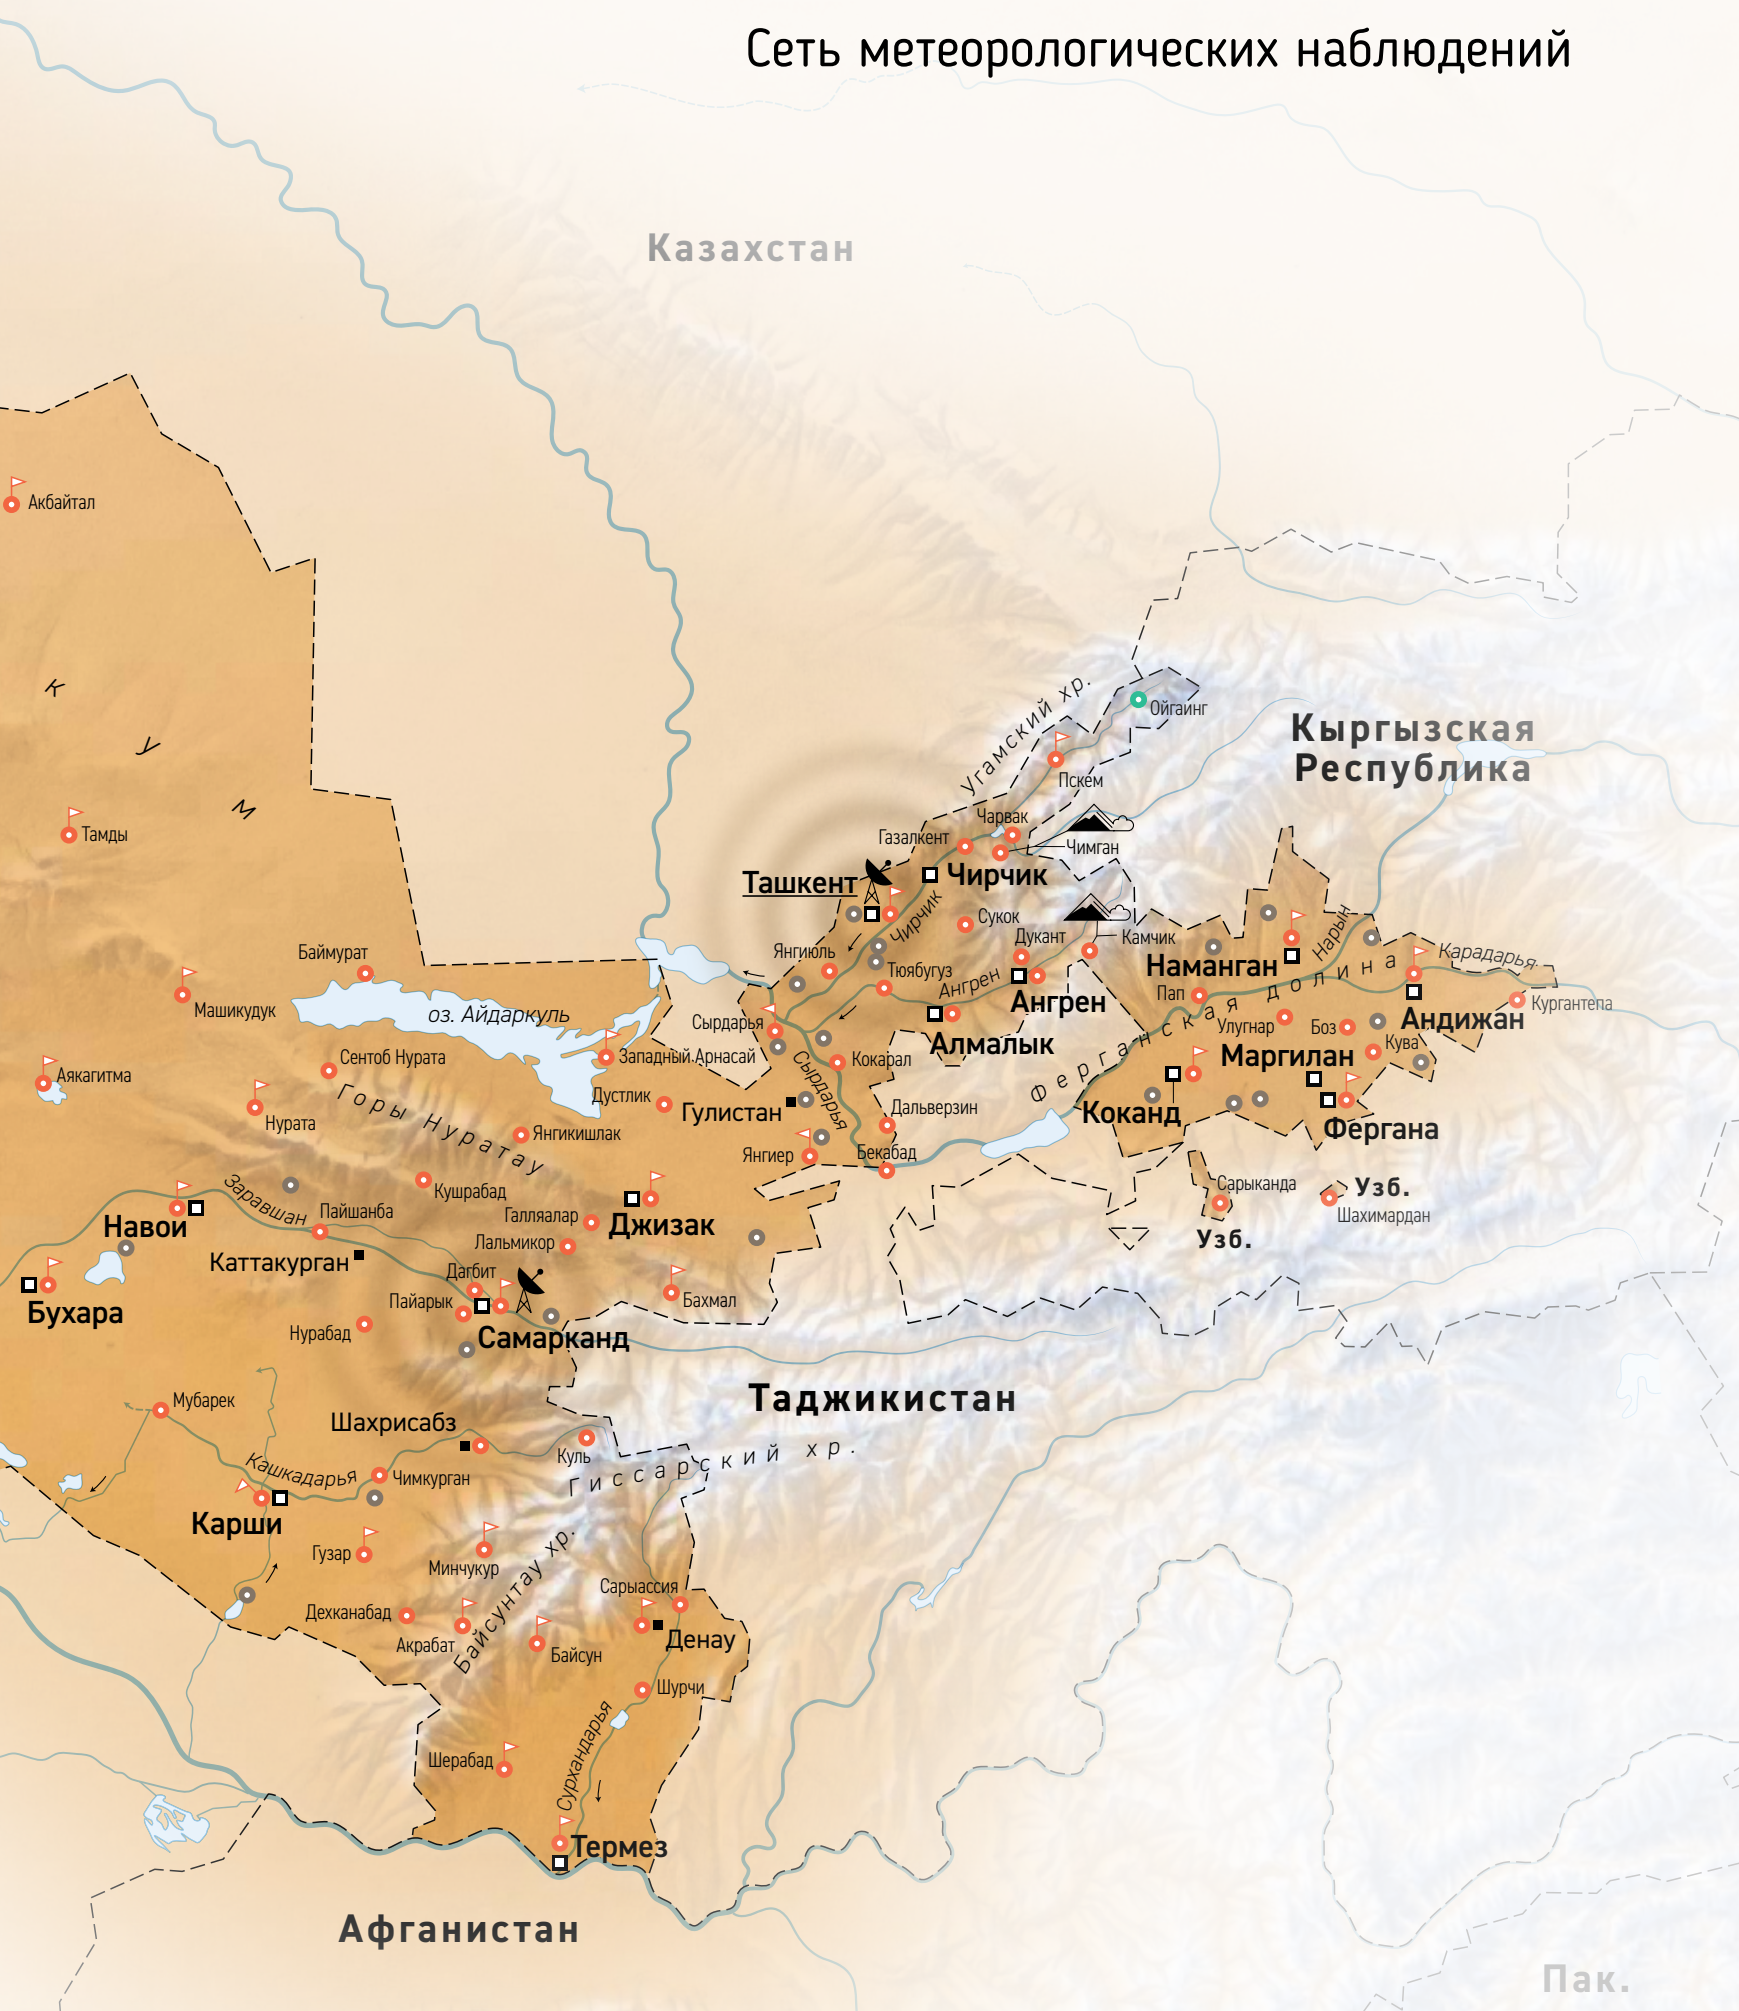 Сеть метеорологических наблюдений
Казахстан
Акбайтал
К
У
М
Угамский хр.
Ойгаинг
Кыргызская
Республика
Пскем
Чарвак
Газалкент
Чимган
Тамды
Ташкент
Чирчик
Чирчик
Сукок
Дукант
Камчик
Нарын
Янгиюль
Тюябугуз
Ангрен
Наманган
Карадарья
Баймурат
Машикудук
Пап
Ферганская долина
Кургантепа
оз. Айдаркуль
Сырдарья
Ангрен
Улугнар
Боз
Андижан
Алмалык
Кува
Сентоб Нурата
Западный Арнасай
Кокарал
Маргилан
Аякагитма
Сырдарья
Горы Нуратау
Дустлик
Гулистан
Дальверзин
Коканд
Нурата
Янгикишлак
Фергана
Янгиер
Бекабад
Заравшан
Кушрабад
Сарыканда
Узб.
Пайшанба
Шахимардан
Навои
Галляалар
Джизак
Узб.
Каттакурган
Лальмикор
Дагбит
Бухара
Пайарык
Бахмал
Нурабад
Самарканд
Таджикистан
Мубарек
Шахрисабз
Куль
Гиссарский хр.
Кашкадарья
Чимкурган
Карши
Гузар
Минчукур
Байсунтау хр.
Сарыассия
Дехканабад
Акрабат
Байсун
Денау
Шурчи
Сурхандарья
Шерабад
Термез
Афганистан
Пак.